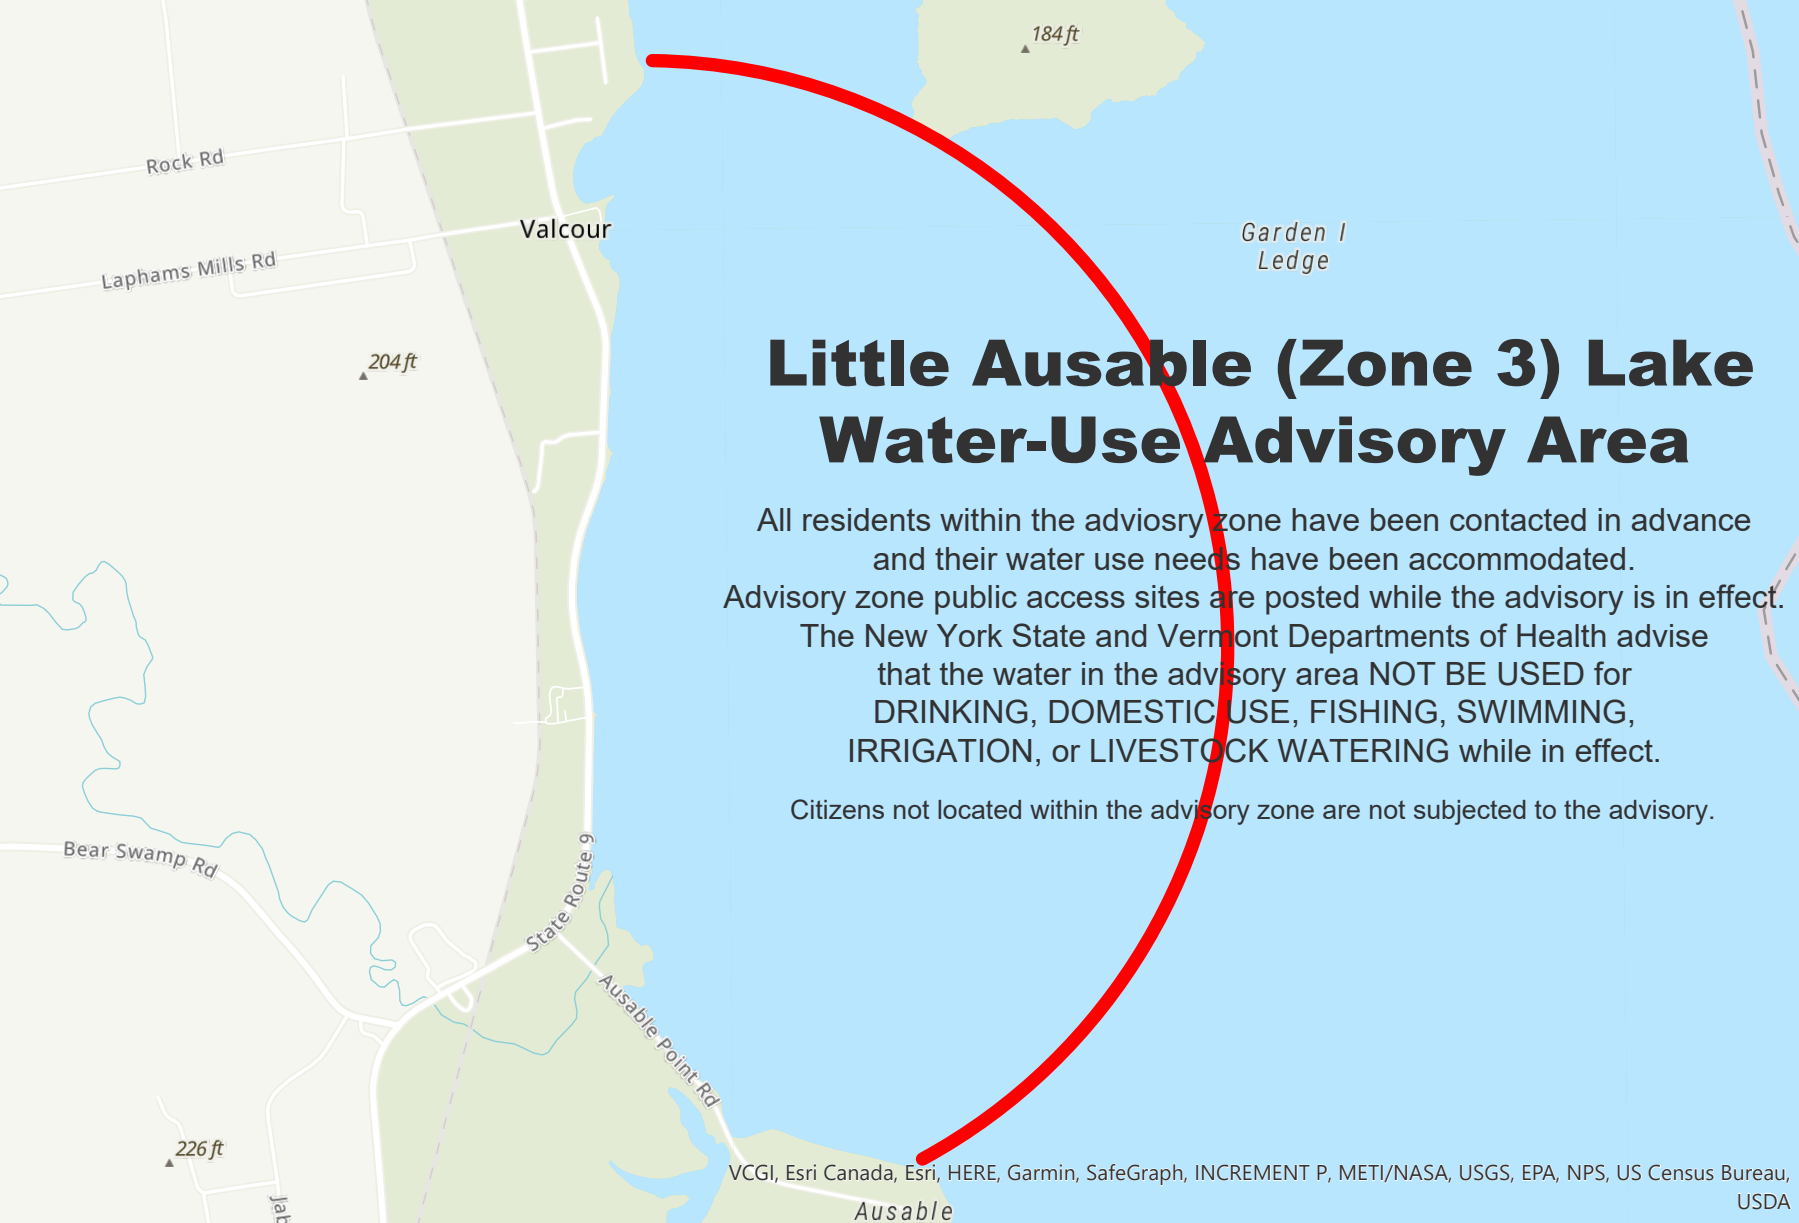 184 ft
Rock Rd
Valcour
Garden I
Ledge
Laphams Mills Rd
204 ft
Little Ausable (Zone 3) Lake
Water-Use Advisory Area
All residents within the adviosry zone have been contacted in advance
and their water use needs have been accommodated.
Advisory zone public access sites are posted while the advisory is in effect.
The New York State and Vermont Departments of Health advise
that the water in the advisory area NOT BE USED for
DRINKING, DOMESTIC USE, FISHING, SWIMMING,
IRRIGATION, or LIVESTOCK WATERING while in effect.
Citizens not located within the advisory zone are not subjected to the advisory.
Bear Swamp Rd
State Route 9
Ausable Point Rd
226 ft
VCGI, Esri Canada, Esri, HERE, Garmin, SafeGraph, INCREMENT P, METI/NASA, USGS, EPA, NPS, US Census Bureau,
USDA
Jab
Ausable